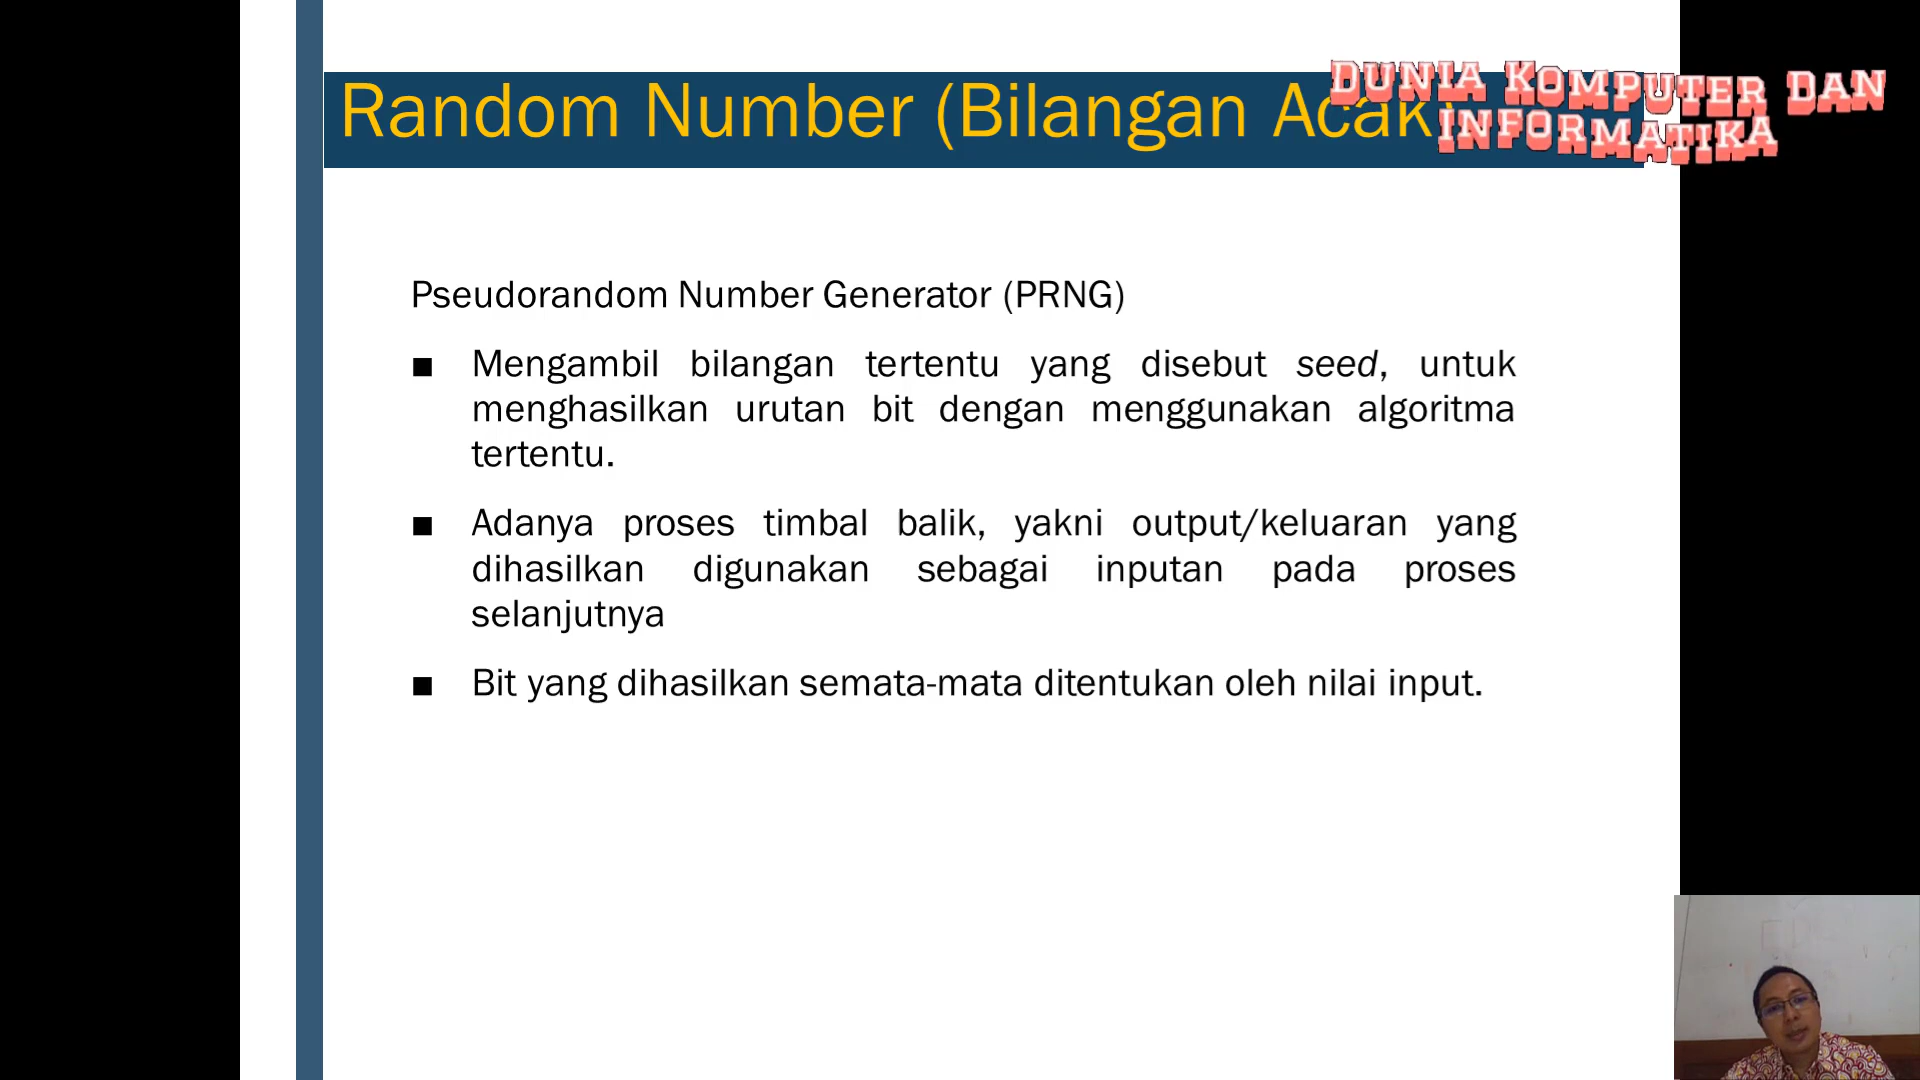 Random Number (Bilangan Acak)
DUNIA KOMPUTER DAN
INFORMATIKA
Pseudorandom Number Generator (PRNG)
■ Mengambil bilangan tertentu yang disebut seed, untuk
menghasilkan urutan bit dengan menggunakan algoritma
tertentu.
■ Adanya proses timbal balik, yakni output/keluaran yang
dihasilkan digunakan sebagai inputan pada proses
selanjutnya
■ Bit yang dihasilkan semata-mata ditentukan oleh nilai input.